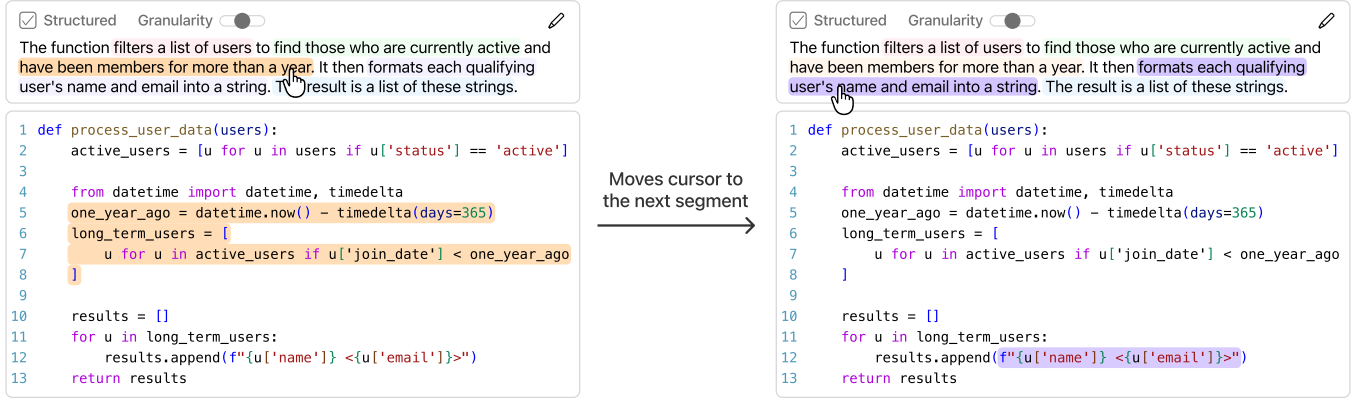 Structured Granularity
The function filters a list of users to find those who are currently active and
have been members for more than a year. It then formats each qualifying
user's name and email into a string. The result is a list of these strings.
1 def process_user_data(users):
2 active_users = [u for u in users if u['status'] == 'active']
3
4 from datetime import datetime, timedelta
5 one_year_ago = datetime.now() - timedelta(days=365)
6 long_term_users = [
7 u for u in active_users if u['join_date'] < one_year_ago
8 ]
9
10 results = []
11 for u in long_term_users:
12 results.append(f"{u['name']} <{u['email']}>")
13 return results
Moves cursor to
the next segment
Structured Granularity
The function filters a list of users to find those who are currently active and
have been members for more than a year. It then formats each qualifying
user's name and email into a string. The result is a list of these strings.
1 def process_user_data(users):
2 active_users = [u for u in users if u['status'] == 'active']
3
4 from datetime import datetime, timedelta
5 one_year_ago = datetime.now() - timedelta(days=365)
6 long_term_users = [
7 u for u in active_users if u['join_date'] < one_year_ago
8 ]
9
10 results = []
11 for u in long_term_users:
12 results.append(f"{u['name']} <{u['email']}>")
13 return results